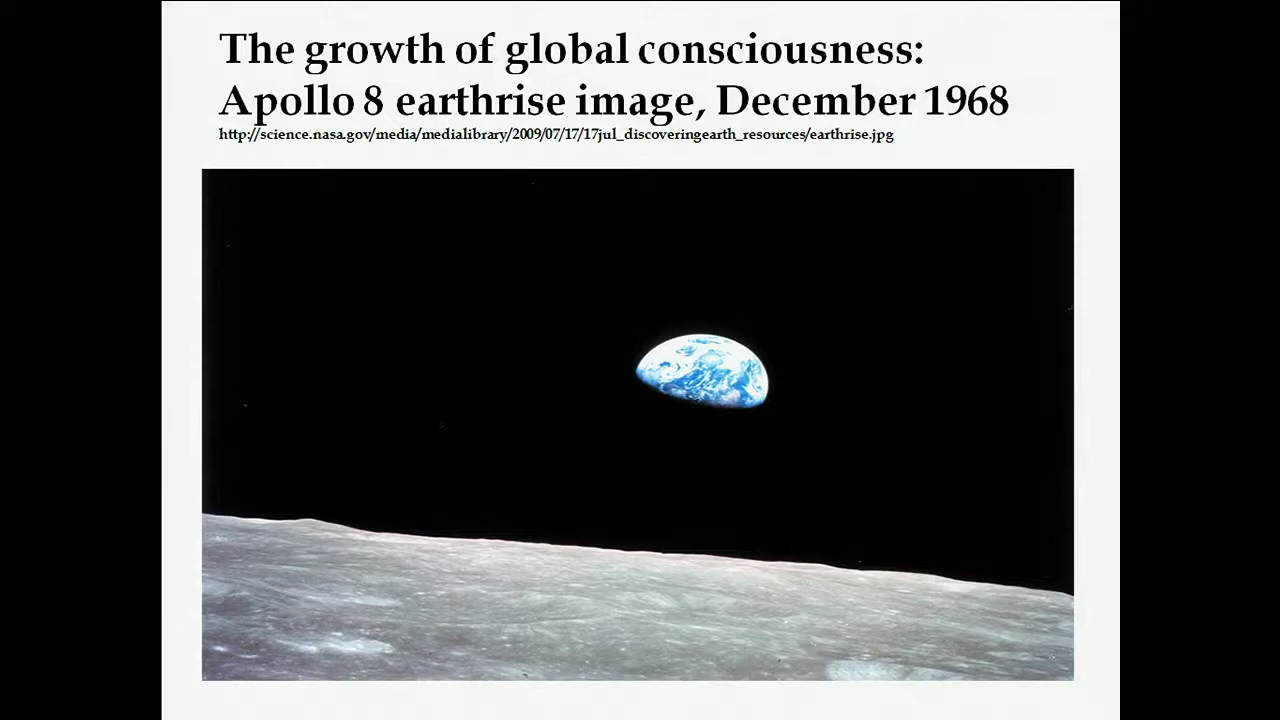 The growth of global consciousness:
Apollo 8 earthrise image, December 1968
http://science.nasa.gov/media/medialibrary/2009/07/17/17jul_discoveringearth_resources/earthrise.jpg